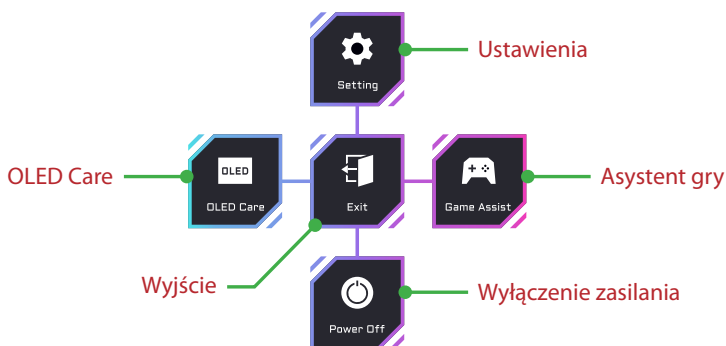 Ustawienia
Setting
OLED Care
OLED
OLED Care
Exit
Game Assist
Asystent gry
Wyjście
Wyłączenie zasilania
Power Off